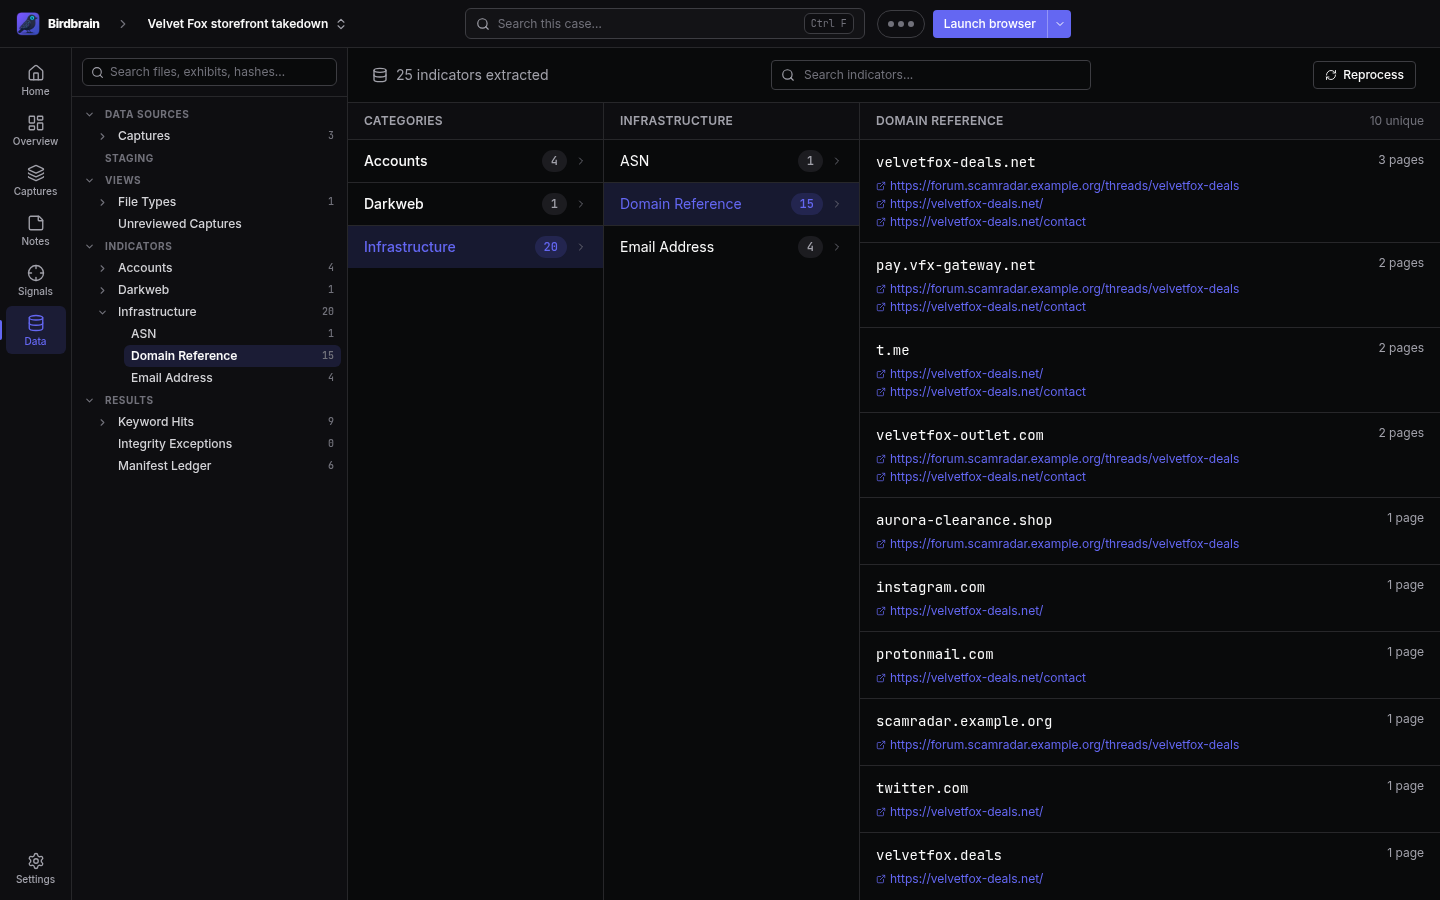 Birdbrain
Velvet Fox storefront takedown
Search this case...
Ctrl F
Launch browser
Home
Overview
Captures
Notes
Signals
Data
Settings
Search files, exhibits, hashes...
DATA SOURCES
Captures 3
STAGING
VIEWS
File Types 1
Unreviewed Captures
INDICATORS
Accounts 4
Darkweb 1
Infrastructure 20
ASN 1
Domain Reference 15
Email Address 4
RESULTS
Keyword Hits 9
Integrity Exceptions 0
Manifest Ledger 6
25 indicators extracted
Search indicators...
Reprocess
CATEGORIES
Accounts 4
Darkweb 1
Infrastructure 20
INFRASTRUCTURE
ASN 1
Domain Reference 15
Email Address 4
DOMAIN REFERENCE 10 unique
velvetfox-deals.net 3 pages
https://forum.scamradar.example.org/threads/velvetfox-deals
https://velvetfox-deals.net/
https://velvetfox-deals.net/contact
pay.vfx-gateway.net 2 pages
https://forum.scamradar.example.org/threads/velvetfox-deals
https://velvetfox-deals.net/contact
t.me 2 pages
https://velvetfox-deals.net/
https://velvetfox-deals.net/contact
velvetfox-outlet.com 2 pages
https://forum.scamradar.example.org/threads/velvetfox-deals
https://velvetfox-deals.net/contact
aurora-clearance.shop 1 page
https://forum.scamradar.example.org/threads/velvetfox-deals
instagram.com 1 page
https://velvetfox-deals.net/
protonmail.com 1 page
https://velvetfox-deals.net/contact
scamradar.example.org 1 page
https://forum.scamradar.example.org/threads/velvetfox-deals
twitter.com 1 page
https://velvetfox-deals.net/
velvetfox.deals 1 page
https://velvetfox-deals.net/